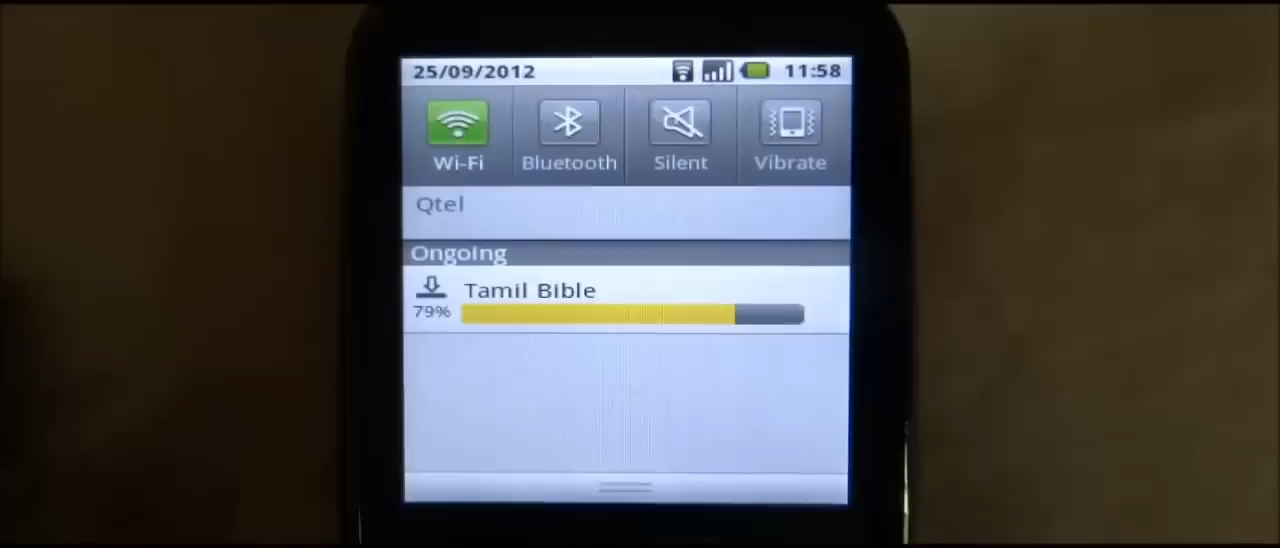 25/09/2012 11:58
Wi-Fi Bluetooth Silent Vibrate
Qtel
Ongoing
Tamil Bible
79%